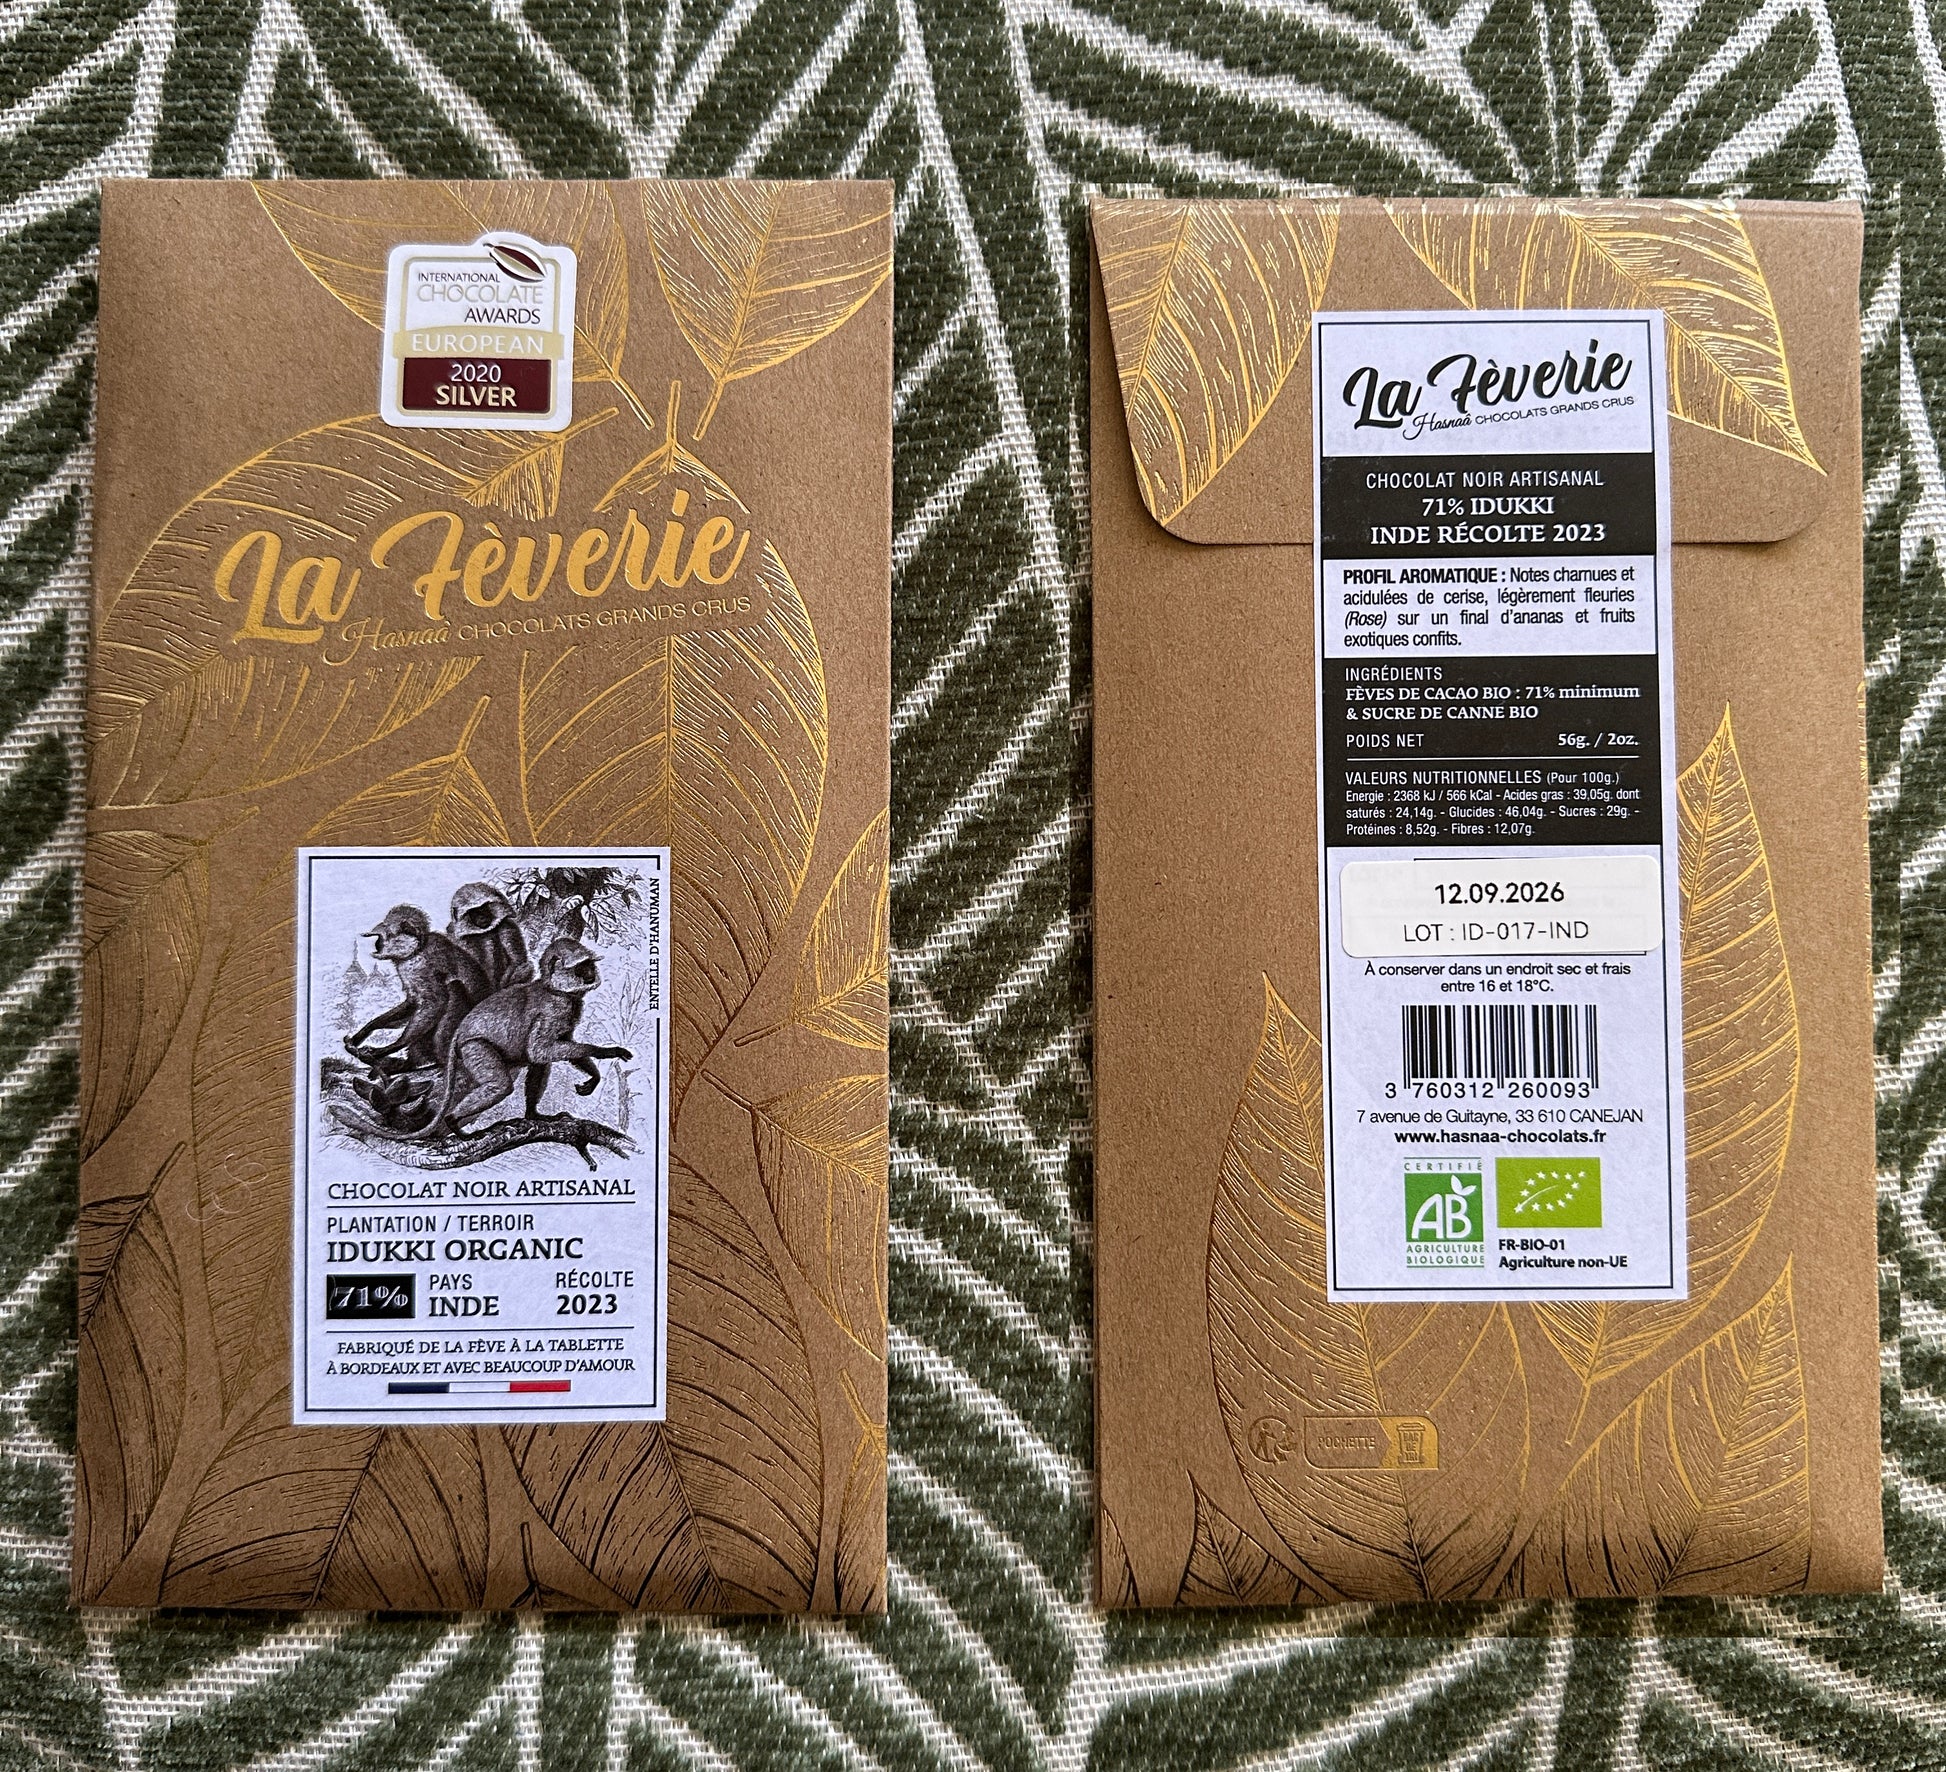 INTERNATIONAL
CHOCOLATE
AWARDS
EUROPEAN
2020
SILVER
La Fèverie
Hasnaâ CHOCOLATS GRANDS CRUS
ENTELLE D'HANUMAN
CHOCOLAT NOIR ARTISANAL
PLANTATION / TERROIR
IDUKKI ORGANIC
71%
PAYS
INDE
RÉCOLTE
2023
FABRIQUÉ DE LA FÈVE À LA TABLETTE
À BORDEAUX ET AVEC BEAUCOUP D'AMOUR
La Fèverie
Hasnaâ CHOCOLATS GRANDS CRUS
CHOCOLAT NOIR ARTISANAL
71% IDUKKI
INDE RÉCOLTE 2023
PROFIL AROMATIQUE : Notes charnues et
acidulées de cerise, légèrement fleuries
(Rose) sur un final d'ananas et fruits
exotiques confits.
INGRÉDIENTS
FÈVES DE CACAO BIO : 71% minimum
& SUCRE DE CANNE BIO
POIDS NET 56g. / 2oz.
VALEURS NUTRITIONNELLES (Pour 100g.)
Energie : 2368 kJ / 566 kCal - Acides gras : 39,05g. dont
saturés : 24,14g. - Glucides : 46,04g. - Sucres : 29g. -
Protéines : 8,52g. - Fibres : 12,07g.
12.09.2026
LOT : ID-017-IND
À conserver dans un endroit sec et frais
entre 16 et 18°C.
3 760312 260093
7 avenue de Guitayne, 33 610 CANEJAN
www.hasnaa-chocolats.fr
CERTIFIÉ
AB
AGRICULTURE
BIOLOGIQUE
FR-BIO-01
Agriculture non-UE
POCHETTE
BAC
DE
TRI